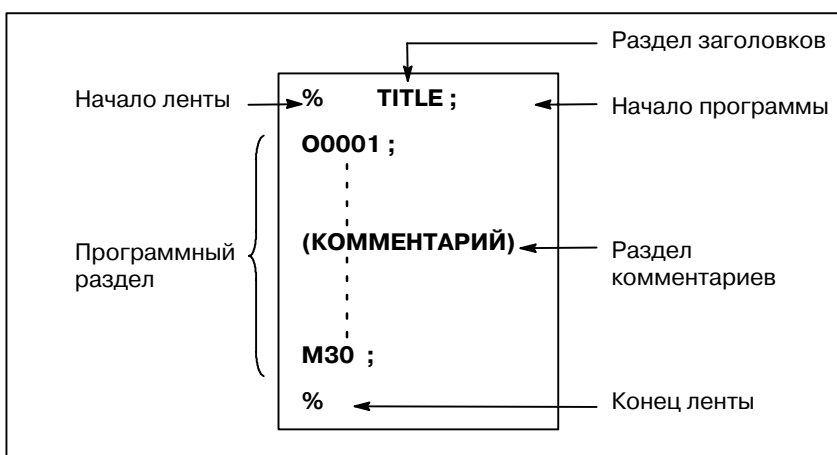 Раздел заголовков
Начало ленты
% TITLE ;
Начало программы
O0001 ;
Программный
раздел
(КОММЕНТАРИЙ)
Раздел
комментариев
M30 ;
%
Конец ленты